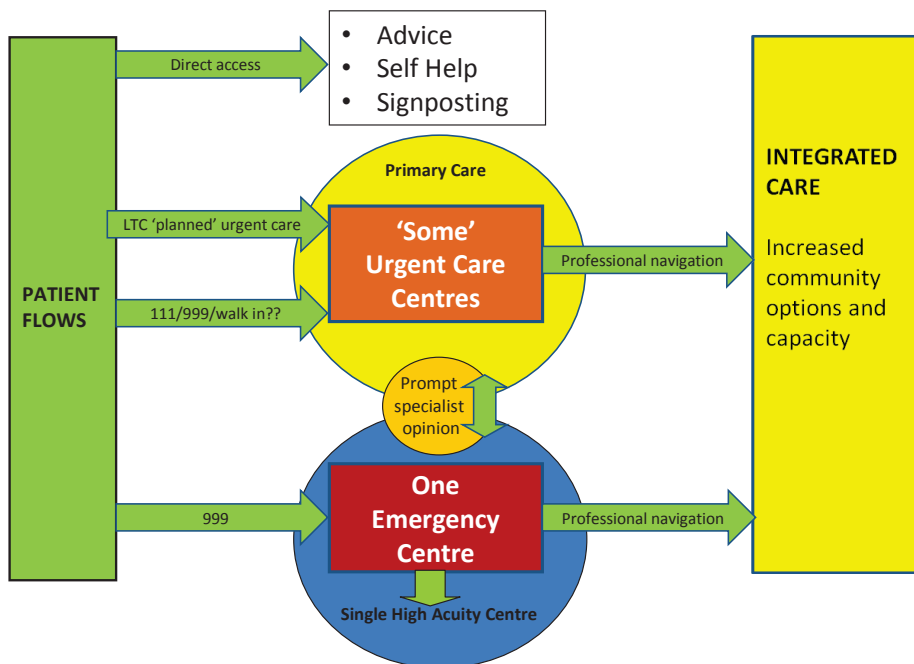 PATIENT
FLOWS
Direct access
• Advice
• Self Help
• Signposting
Primary Care
LTC ‘planned’ urgent care
‘Some’
Urgent Care
Centres
Professional navigation
111/999/walk in??
Prompt
specialist
opinion
999
One
Emergency
Centre
Professional navigation
Single High Acuity Centre
INTEGRATED
CARE
Increased
community
options and
capacity